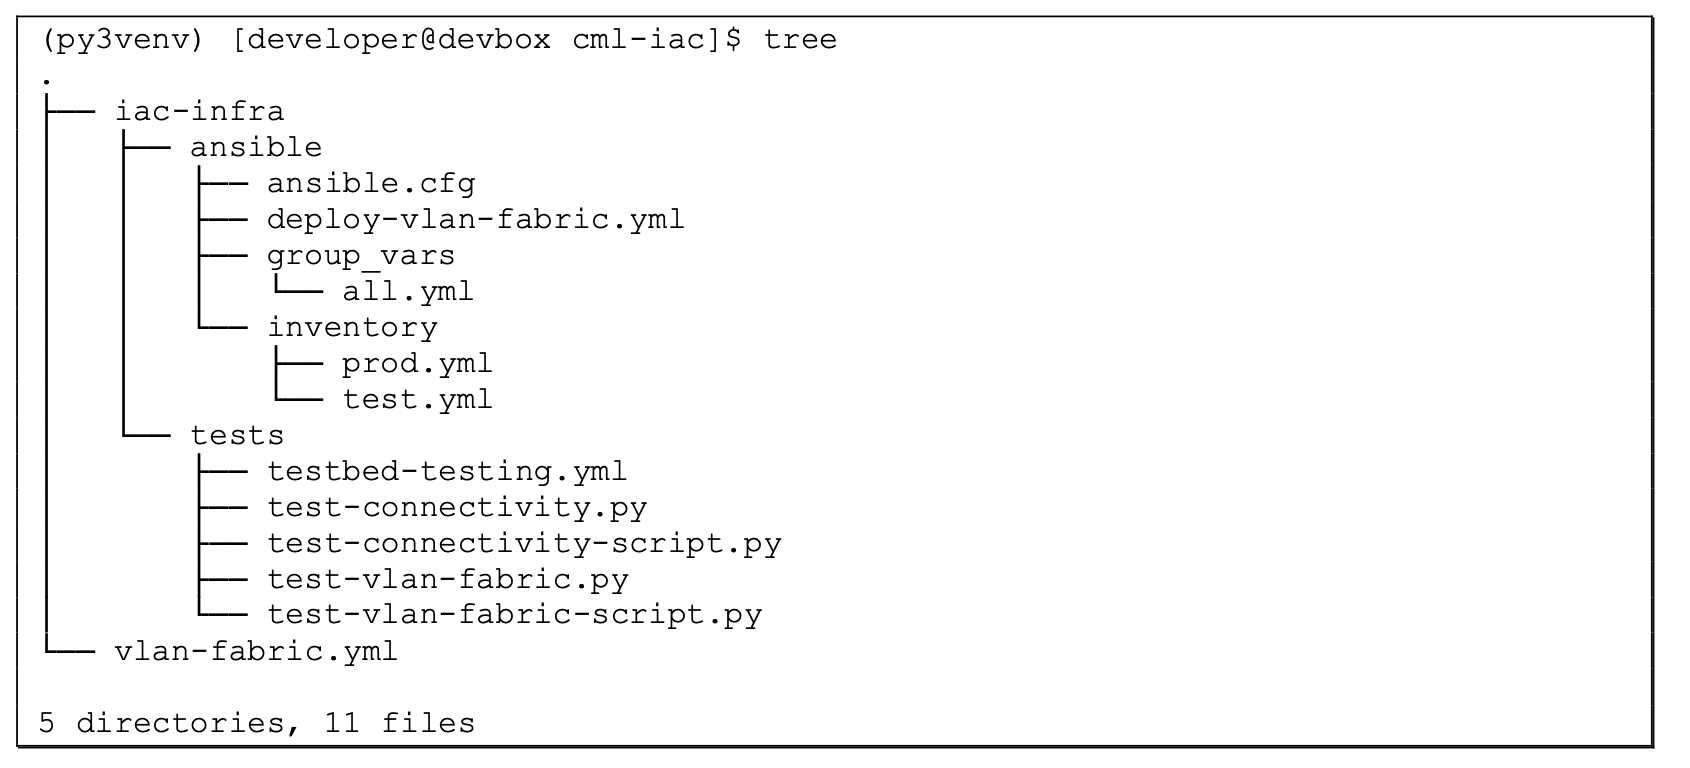 (py3venv) [developer@devbox cml-iac]$ tree
.
├── iac-infra
│   ├── ansible
│   │   ├── ansible.cfg
│   │   ├── deploy-vlan-fabric.yml
│   │   ├── group_vars
│   │   │   └── all.yml
│   │   └── inventory
│   │       ├── prod.yml
│   │       └── test.yml
│   └── tests
│       ├── testbed-testing.yml
│       ├── test-connectivity.py
│       ├── test-connectivity-script.py
│       ├── test-vlan-fabric.py
│       └── test-vlan-fabric-script.py
└── vlan-fabric.yml

5 directories, 11 files